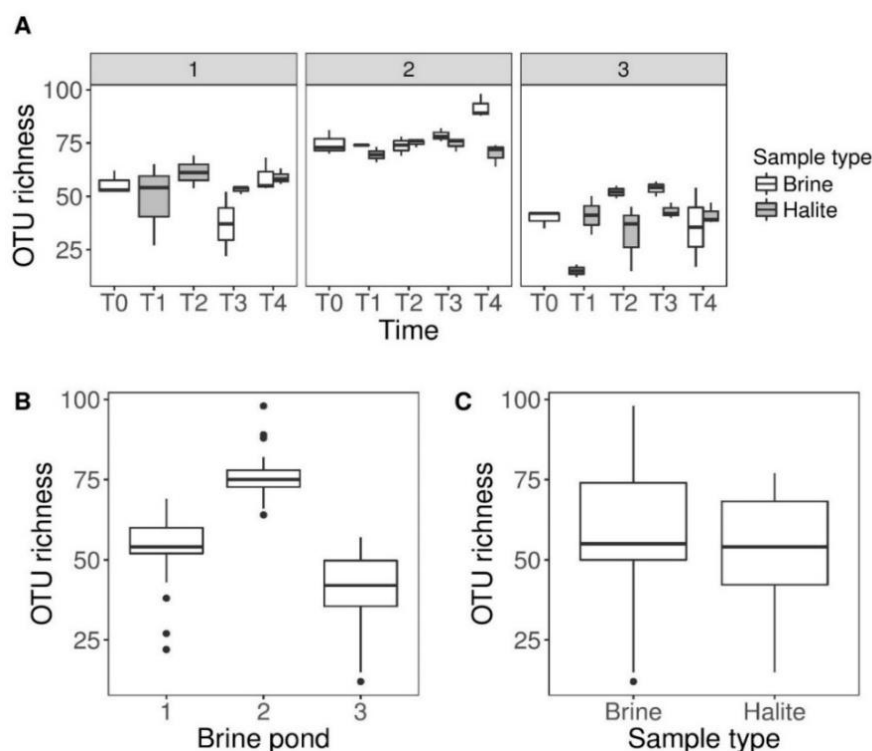 A
1 2 3
100
75
50
25
OTU richness
T0 T1 T2 T3 T4 T0 T1 T2 T3 T4 T0 T1 T2 T3 T4
Time
Sample type
Brine
Halite
B
100
75
50
25
OTU richness
1 2 3
Brine pond
C
100
75
50
25
OTU richness
Brine Halite
Sample type